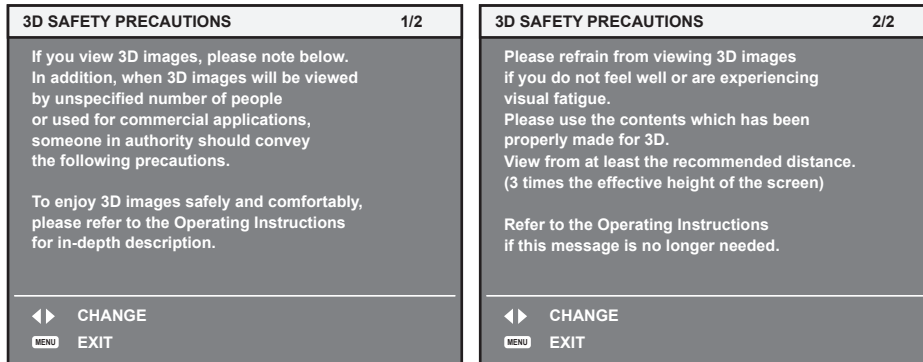 3D SAFETY PRECAUTIONS 1/2
If you view 3D images, please note below.
In addition, when 3D images will be viewed
by unspecified number of people
or used for commercial applications,
someone in authority should convey
the following precautions.
To enjoy 3D images safely and comfortably,
please refer to the Operating Instructions
for in-depth description.
CHANGE
MENU EXIT
3D SAFETY PRECAUTIONS 2/2
Please refrain from viewing 3D images
if you do not feel well or are experiencing
visual fatigue.
Please use the contents which has been
properly made for 3D.
View from at least the recommended distance.
(3 times the effective height of the screen)
Refer to the Operating Instructions
if this message is no longer needed.
CHANGE
MENU EXIT